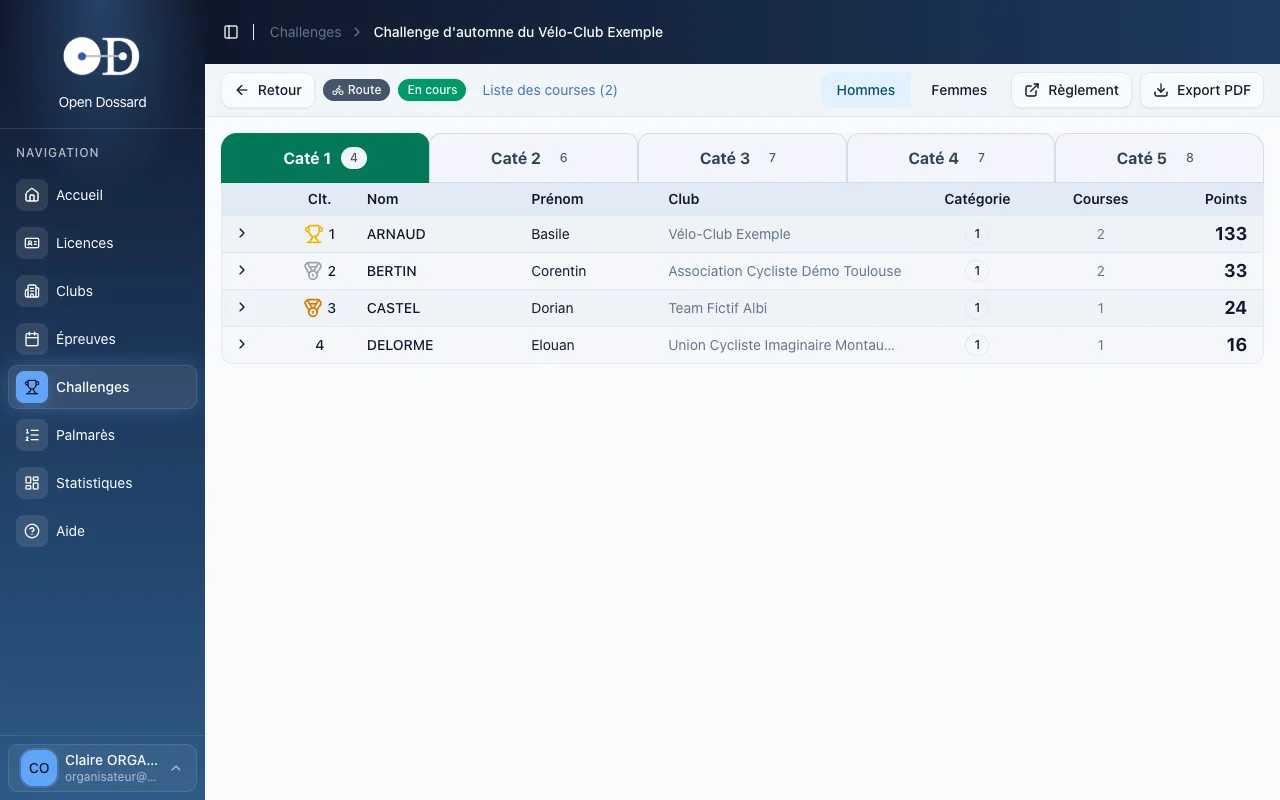 Open Dossard
NAVIGATION
Accueil
Licences
Clubs
Épreuves
Challenges
Palmarès
Statistiques
Aide
CO
Claire ORGA...
organisateur@...
Challenges > Challenge d'automne du Vélo-Club Exemple
Retour Route En cours Liste des courses (2) Hommes Femmes Règlement Export PDF
Caté 1 4 Caté 2 6 Caté 3 7 Caté 4 7 Caté 5 8
Clt. Nom Prénom Club Catégorie Courses Points
1 ARNAUD Basile Vélo-Club Exemple 1 2 133
2 BERTIN Corentin Association Cycliste Démo Toulouse 1 2 33
3 CASTEL Dorian Team Fictif Albi 1 1 24
4 DELORME Elouan Union Cycliste Imaginaire Montau... 1 1 16